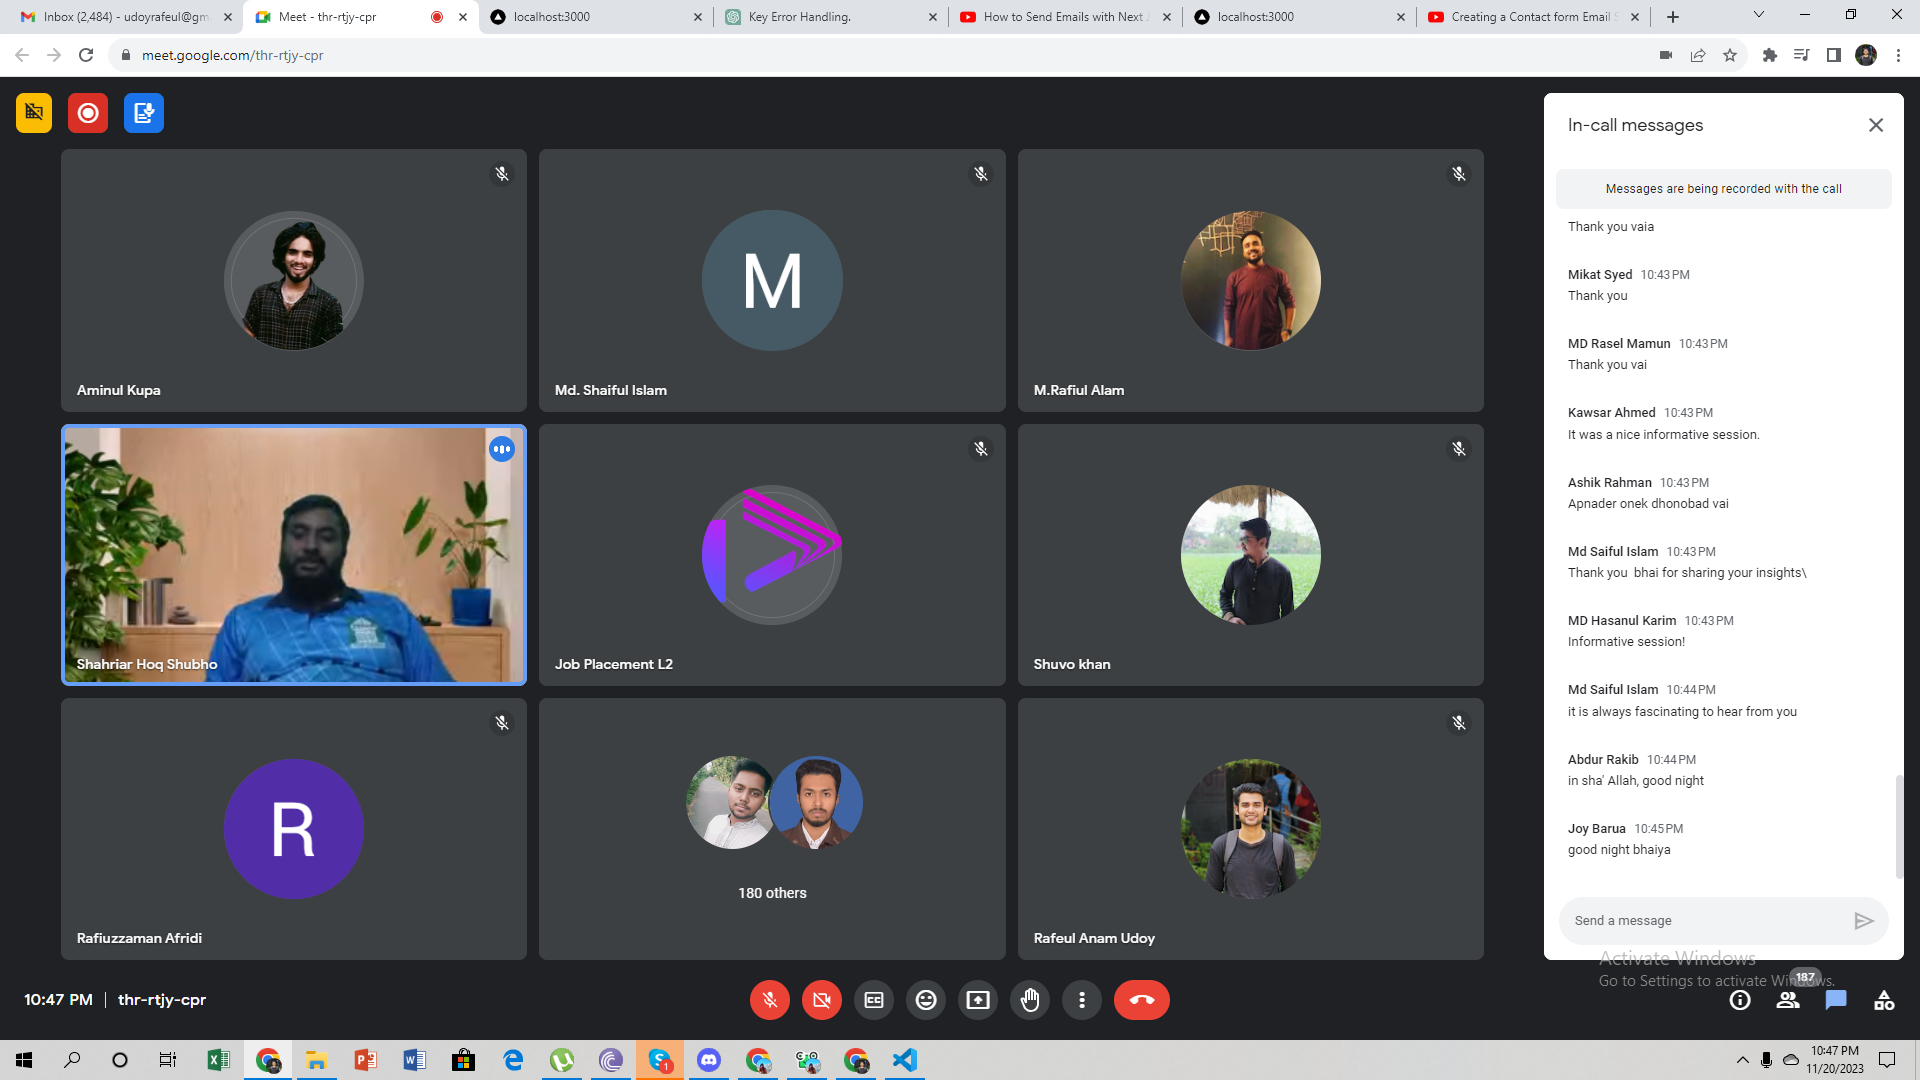 Inbox (2,484) - udoyrafeul@gm
Meet - thr-rtjy-cpr
localhost:3000
Key Error Handling.
How to Send Emails with Next
localhost:3000
Creating a Contact form Email
meet.google.com/thr-rtjy-cpr
In-call messages
Messages are being recorded with the call
Thank you vaia
Mikat Syed 10:43 PM
Thank you
MD Rasel Mamun 10:43 PM
Thank you vai
Kawsar Ahmed 10:43 PM
It was a nice informative session.
Ashik Rahman 10:43 PM
Apnader onek dhonobad vai
Md Saiful Islam 10:43 PM
Thank you bhai for sharing your insights\
MD Hasanul Karim 10:43 PM
Informative session!
Md Saiful Islam 10:44 PM
it is always fascinating to hear from you
Abdur Rakib 10:44 PM
in sha' Allah, good night
Joy Barua 10:45 PM
good night bhaiya
Send a message
Aminul Kupa
M
Md. Shaiful Islam
M.Rafiul Alam
Shahriar Hoq Shubho
Job Placement L2
Shuvo khan
R
Rafiuzzaman Afridi
180 others
Rafeul Anam Udoy
Activate Windows
Go to Settings to activate Windows.
187
10:47 PM | thr-rtjy-cpr
10:47 PM
11/20/2023